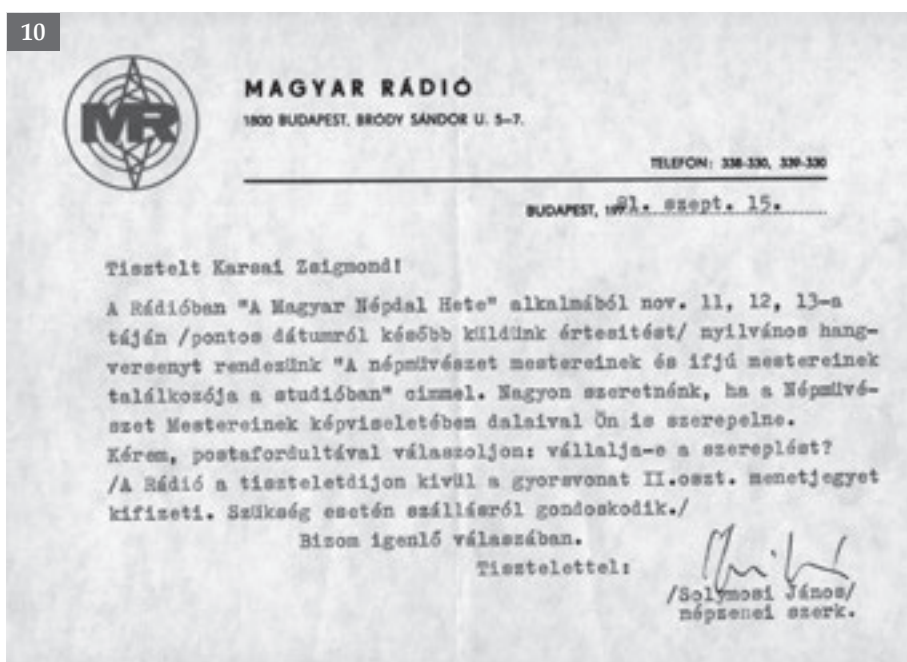 10
MR
MAGYAR RÁDIÓ
1800 BUDAPEST, BRÓDY SÁNDOR U. 5–7.
TELEFON: 338-330, 339-330
BUDAPEST, 1981. szept. 15.
Tisztelt Karsai Zsigmond!
A Rádióban "A Magyar Népdal Hete" alkalmából nov. 11, 12, 13-a
táján /pontos dátumról később küldünk értesitést/ nyilvános hang-
versenyt rendezünk "A népművészet mestereinek és ifjú mestereinek
találkozója a studióban" cimmel. Nagyon szeretnénk, ha a Népművé-
szet Mestereinek képviseletében dalaival Ön is szerepelne.
Kérem, postafordultával válaszoljon: vállalja-e a szereplést?
/A Rádió a tiszteletdijon kivül a gyorsvonat II.oszt. menetjegyet
kifizeti. Szükség esetén szállásról gondoskodik./
Bizom igenlő válaszában.
Tisztelettel:
/Solymosi János/
népzenei szerk.